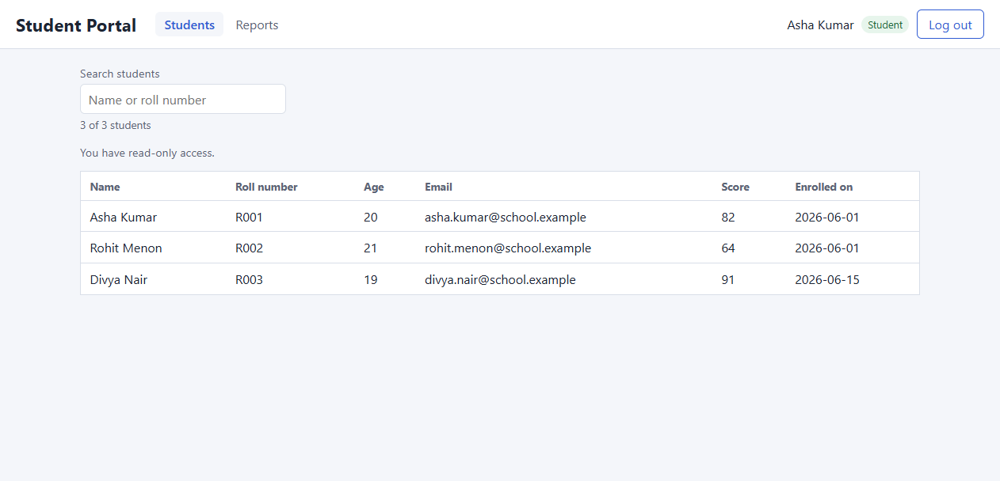 Student Portal Students Reports Asha Kumar Student Log out
Search students
Name or roll number
3 of 3 students
You have read-only access.
Name Roll number Age Email Score Enrolled on
Asha Kumar R001 20 asha.kumar@school.example 82 2026-06-01
Rohit Menon R002 21 rohit.menon@school.example 64 2026-06-01
Divya Nair R003 19 divya.nair@school.example 91 2026-06-15